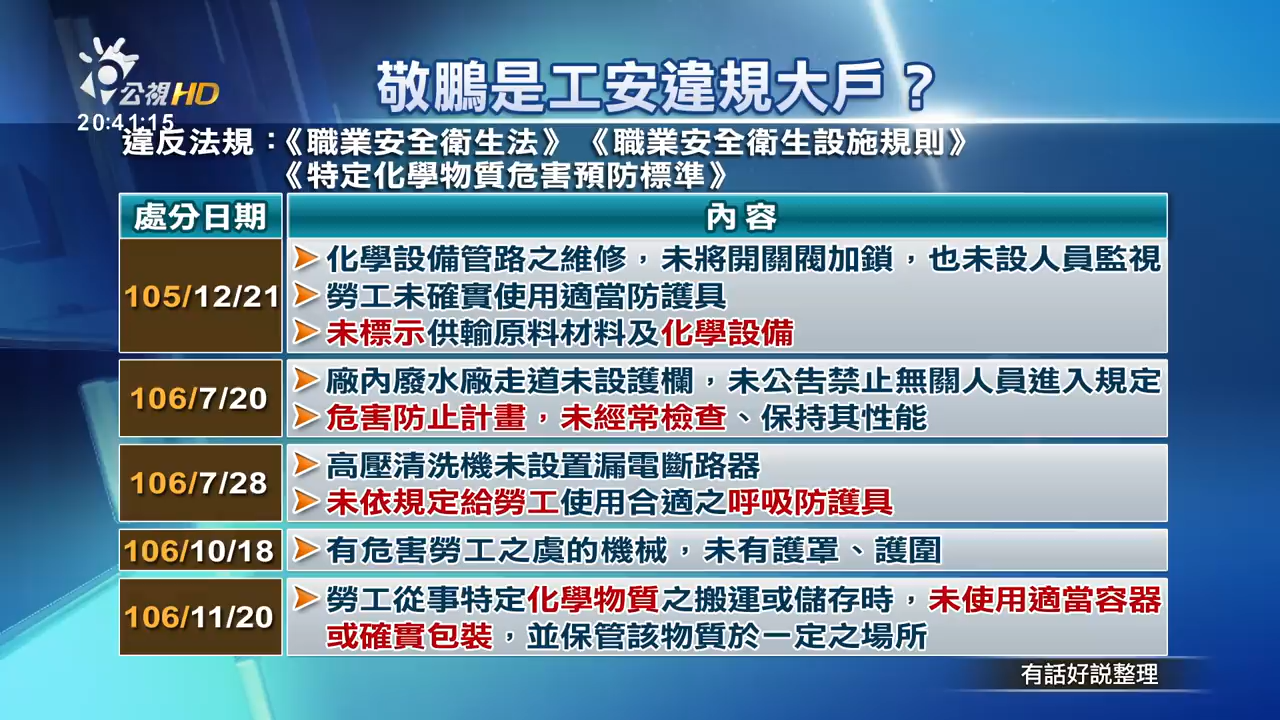 敬鵬是工安違規大戶？
公視HD
20:41:15
違反法規：《職業安全衛生法》《職業安全衛生設施規則》
《特定化學物質危害預防標準》
處分日期 內容
105/12/21
➤化學設備管路之維修，未將開關閥加鎖，也未設人員監視
➤勞工未確實使用適當防護具
➤未標示供輸原料材料及化學設備
106/7/20
➤廠內廢水廠走道未設護欄，未公告禁止無關人員進入規定
➤危害防止計畫，未經常檢查、保持其性能
106/7/28
➤高壓清洗機未設置漏電斷路器
➤未依規定給勞工使用合適之呼吸防護具
106/10/18
➤有危害勞工之虞的機械，未有護罩、護圍
106/11/20
➤勞工從事特定化學物質之搬運或儲存時，未使用適當容器
或確實包裝，並保管該物質於一定之場所
有話好說整理